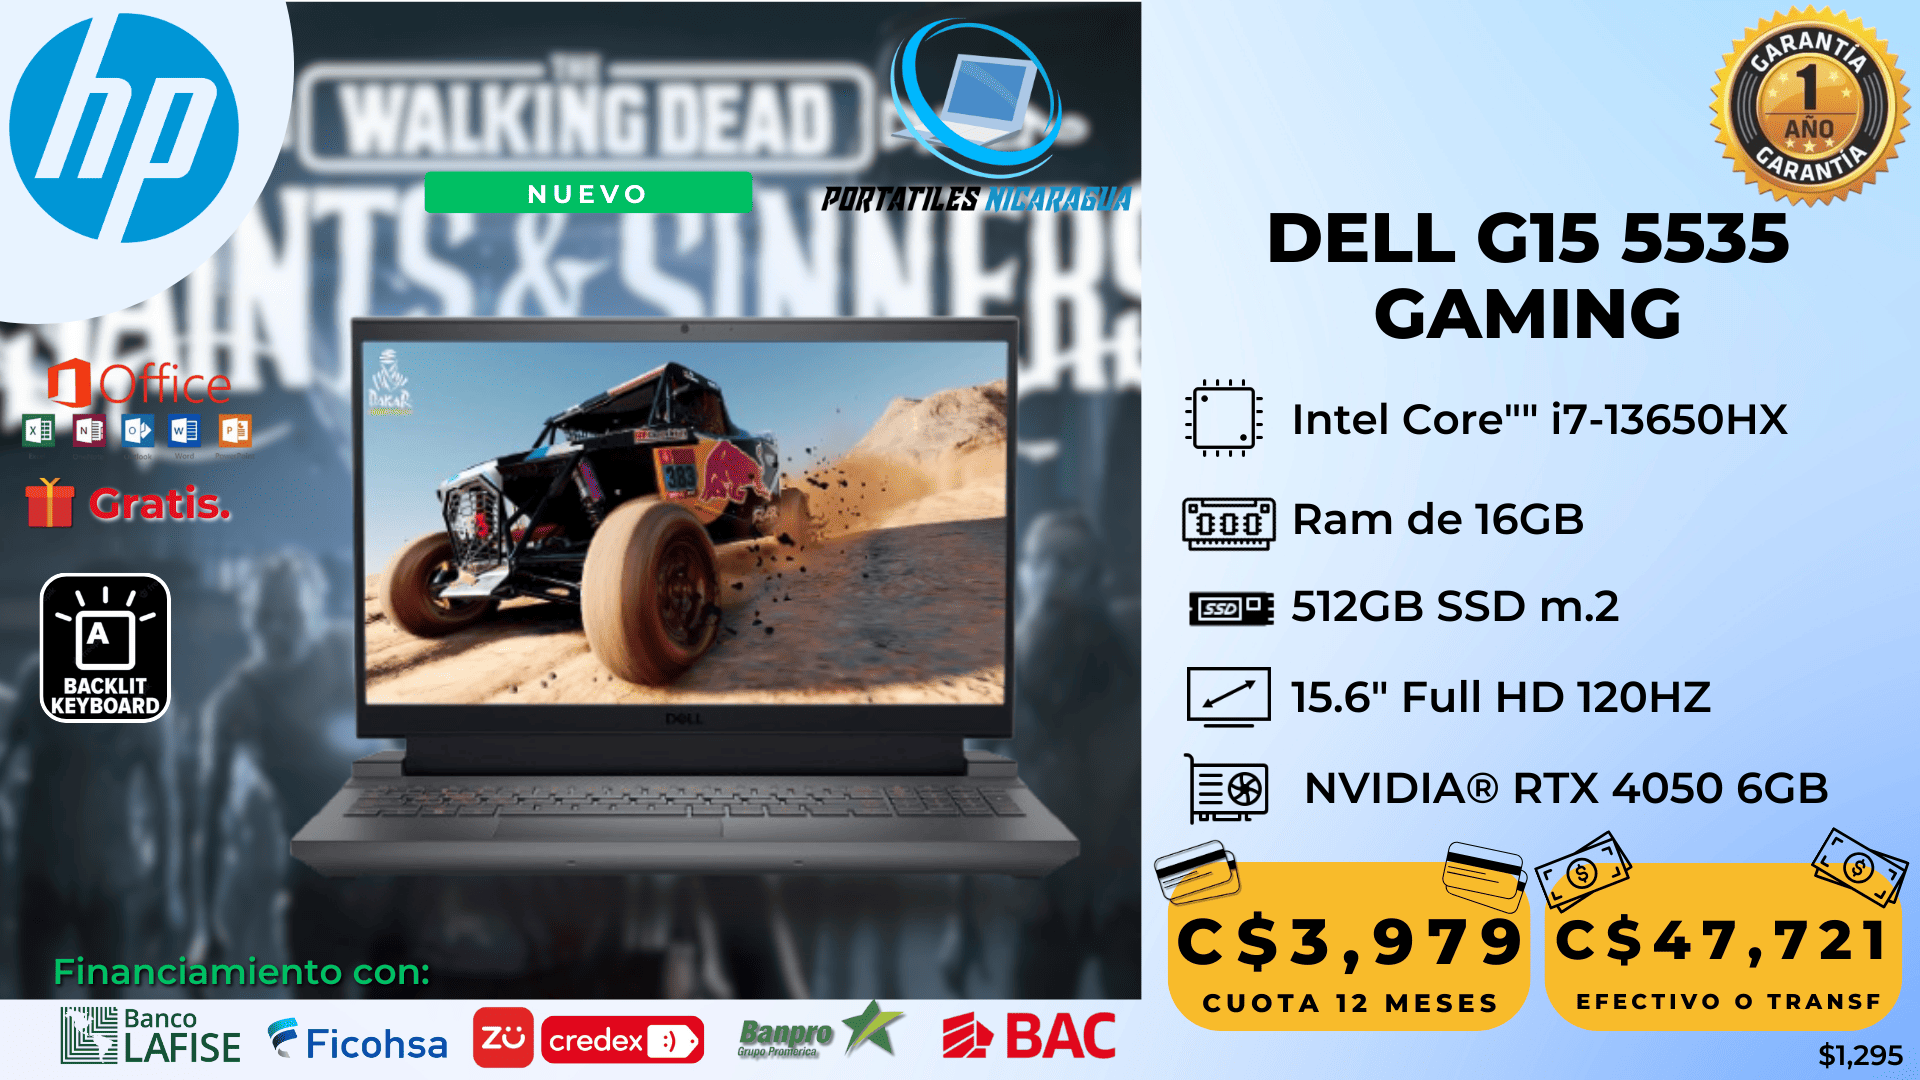 hp
THE
WALKING DEAD
SAINTS & SINNERS
NUEVO
PORTATILES NICARAGUA
GARANTÍA
1
AÑO
GARANTÍA
DELL G15 5535
GAMING
Intel Core"" i7-13650HX
Ram de 16GB
SSD
512GB SSD m.2
15.6" Full HD 120HZ
NVIDIA® RTX 4050 6GB
Office
X N O W P
Word
Gratis.
A
BACKLIT
KEYBOARD
DAKAR
383
DELL
C$3,979
CUOTA 12 MESES
C$47,721
EFECTIVO O TRANSF
$1,295
Financiamiento con:
Banco
LAFISE
Ficohsa
zü
credex :)
Banpro
Grupo Promerica
BAC